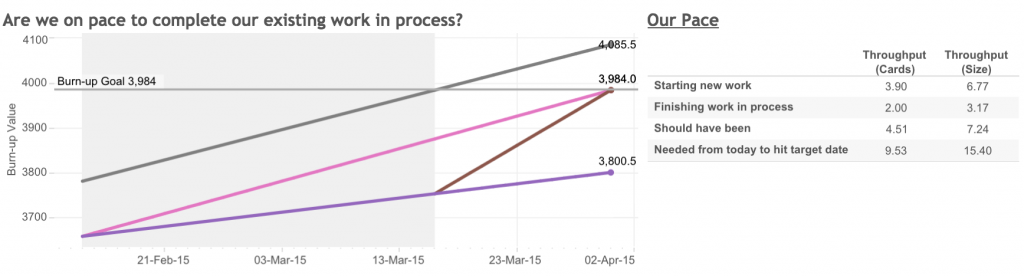 Are we on pace to complete our existing work in process?
4100
4000
3900
3800
3700
Burn-up Value
Burn-up Goal 3,984
4,085.5
3,984.0
3,800.5
21-Feb-15 03-Mar-15 13-Mar-15 23-Mar-15 02-Apr-15
Our Pace
Throughput (Cards) Throughput (Size)
Starting new work 3.90 6.77
Finishing work in process 2.00 3.17
Should have been 4.51 7.24
Needed from today to hit target date 9.53 15.40